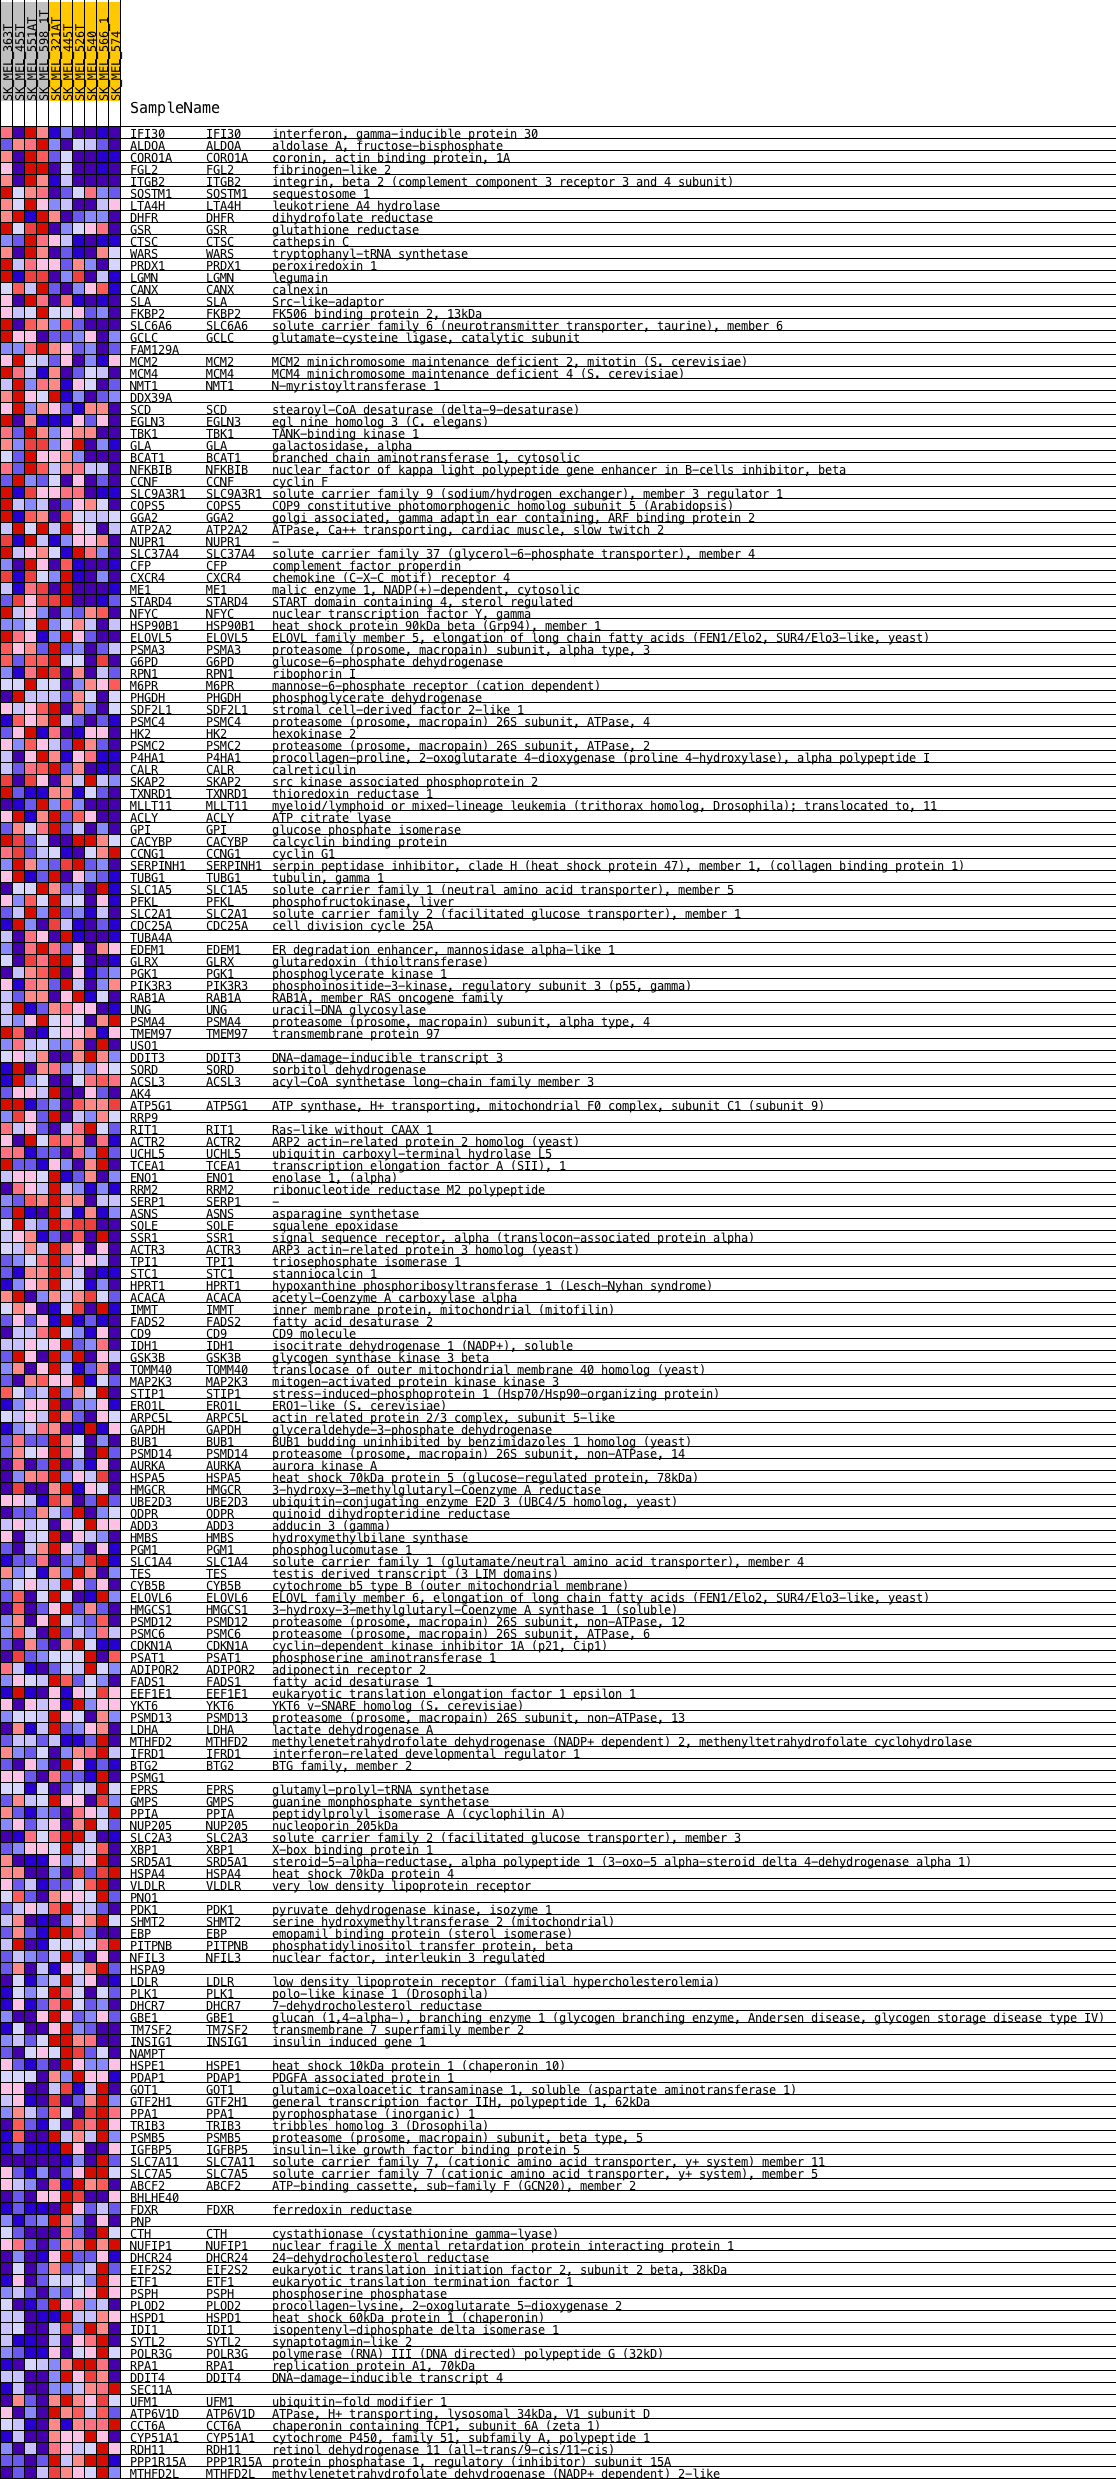 SK_MEL_363T
SK_MEL_455T
SK_MEL_551AT
SK_MEL_598_1T
SK_MEL_321AT
SK_MEL_445T
SK_MEL_526T
SK_MEL_540
SK_MEL_566_1
SK_MEL_574
SampleName
IFI30 IFI30 interferon, gamma-inducible protein 30
ALDOA ALDOA aldolase A, fructose-bisphosphate
CORO1A CORO1A coronin, actin binding protein, 1A
FGL2 FGL2 fibrinogen-like 2
ITGB2 ITGB2 integrin, beta 2 (complement component 3 receptor 3 and 4 subunit)
SQSTM1 SQSTM1 sequestosome 1
LTA4H LTA4H leukotriene A4 hydrolase
DHFR DHFR dihydrofolate reductase
GSR GSR glutathione reductase
CTSC CTSC cathepsin C
WARS WARS tryptophanyl-tRNA synthetase
PRDX1 PRDX1 peroxiredoxin 1
LGMN LGMN legumain
CANX CANX calnexin
SLA SLA Src-like-adaptor
FKBP2 FKBP2 FK506 binding protein 2, 13kDa
SLC6A6 SLC6A6 solute carrier family 6 (neurotransmitter transporter, taurine), member 6
GCLC GCLC glutamate-cysteine ligase, catalytic subunit
FAM129A
MCM2 MCM2 MCM2 minichromosome maintenance deficient 2, mitotin (S. cerevisiae)
MCM4 MCM4 MCM4 minichromosome maintenance deficient 4 (S. cerevisiae)
NMT1 NMT1 N-myristoyltransferase 1
DDX39A
SCD SCD stearoyl-CoA desaturase (delta-9-desaturase)
EGLN3 EGLN3 egl nine homolog 3 (C. elegans)
TBK1 TBK1 TANK-binding kinase 1
GLA GLA galactosidase, alpha
BCAT1 BCAT1 branched chain aminotransferase 1, cytosolic
NFKBIB NFKBIB nuclear factor of kappa light polypeptide gene enhancer in B-cells inhibitor, beta
CCNF CCNF cyclin F
SLC9A3R1 SLC9A3R1 solute carrier family 9 (sodium/hydrogen exchanger), member 3 regulator 1
COPS5 COPS5 COP9 constitutive photomorphogenic homolog subunit 5 (Arabidopsis)
GGA2 GGA2 golgi associated, gamma adaptin ear containing, ARF binding protein 2
ATP2A2 ATP2A2 ATPase, Ca++ transporting, cardiac muscle, slow twitch 2
NUPR1 NUPR1 -
SLC37A4 SLC37A4 solute carrier family 37 (glycerol-6-phosphate transporter), member 4
CFP CFP complement factor properdin
CXCR4 CXCR4 chemokine (C-X-C motif) receptor 4
ME1 ME1 malic enzyme 1, NADP(+)-dependent, cytosolic
STARD4 STARD4 START domain containing 4, sterol regulated
NFYC NFYC nuclear transcription factor Y, gamma
HSP90B1 HSP90B1 heat shock protein 90kDa beta (Grp94), member 1
ELOVL5 ELOVL5 ELOVL family member 5, elongation of long chain fatty acids (FEN1/Elo2, SUR4/Elo3-like, yeast)
PSMA3 PSMA3 proteasome (prosome, macropain) subunit, alpha type, 3
G6PD G6PD glucose-6-phosphate dehydrogenase
RPN1 RPN1 ribophorin I
M6PR M6PR mannose-6-phosphate receptor (cation dependent)
PHGDH PHGDH phosphoglycerate dehydrogenase
SDF2L1 SDF2L1 stromal cell-derived factor 2-like 1
PSMC4 PSMC4 proteasome (prosome, macropain) 26S subunit, ATPase, 4
HK2 HK2 hexokinase 2
PSMC2 PSMC2 proteasome (prosome, macropain) 26S subunit, ATPase, 2
P4HA1 P4HA1 procollagen-proline, 2-oxoglutarate 4-dioxygenase (proline 4-hydroxylase), alpha polypeptide I
CALR CALR calreticulin
SKAP2 SKAP2 src kinase associated phosphoprotein 2
TXNRD1 TXNRD1 thioredoxin reductase 1
MLLT11 MLLT11 myeloid/lymphoid or mixed-lineage leukemia (trithorax homolog, Drosophila); translocated to, 11
ACLY ACLY ATP citrate lyase
GPI GPI glucose phosphate isomerase
CACYBP CACYBP calcyclin binding protein
CCNG1 CCNG1 cyclin G1
SERPINH1 SERPINH1 serpin peptidase inhibitor, clade H (heat shock protein 47), member 1, (collagen binding protein 1)
TUBG1 TUBG1 tubulin, gamma 1
SLC1A5 SLC1A5 solute carrier family 1 (neutral amino acid transporter), member 5
PFKL PFKL phosphofructokinase, liver
SLC2A1 SLC2A1 solute carrier family 2 (facilitated glucose transporter), member 1
CDC25A CDC25A cell division cycle 25A
TUBA4A
EDEM1 EDEM1 ER degradation enhancer, mannosidase alpha-like 1
GLRX GLRX glutaredoxin (thioltransferase)
PGK1 PGK1 phosphoglycerate kinase 1
PIK3R3 PIK3R3 phosphoinositide-3-kinase, regulatory subunit 3 (p55, gamma)
RAB1A RAB1A RAB1A, member RAS oncogene family
UNG UNG uracil-DNA glycosylase
PSMA4 PSMA4 proteasome (prosome, macropain) subunit, alpha type, 4
TMEM97 TMEM97 transmembrane protein 97
USO1
DDIT3 DDIT3 DNA-damage-inducible transcript 3
SORD SORD sorbitol dehydrogenase
ACSL3 ACSL3 acyl-CoA synthetase long-chain family member 3
AK4
ATP5G1 ATP5G1 ATP synthase, H+ transporting, mitochondrial F0 complex, subunit C1 (subunit 9)
RRP9
RIT1 RIT1 Ras-like without CAAX 1
ACTR2 ACTR2 ARP2 actin-related protein 2 homolog (yeast)
UCHL5 UCHL5 ubiquitin carboxyl-terminal hydrolase L5
TCEA1 TCEA1 transcription elongation factor A (SII), 1
ENO1 ENO1 enolase 1, (alpha)
RRM2 RRM2 ribonucleotide reductase M2 polypeptide
SERP1 SERP1 -
ASNS ASNS asparagine synthetase
SQLE SQLE squalene epoxidase
SSR1 SSR1 signal sequence receptor, alpha (translocon-associated protein alpha)
ACTR3 ACTR3 ARP3 actin-related protein 3 homolog (yeast)
TPI1 TPI1 triosephosphate isomerase 1
STC1 STC1 stanniocalcin 1
HPRT1 HPRT1 hypoxanthine phosphoribosyltransferase 1 (Lesch-Nyhan syndrome)
ACACA ACACA acetyl-Coenzyme A carboxylase alpha
IMMT IMMT inner membrane protein, mitochondrial (mitofilin)
FADS2 FADS2 fatty acid desaturase 2
CD9 CD9 CD9 molecule
IDH1 IDH1 isocitrate dehydrogenase 1 (NADP+), soluble
GSK3B GSK3B glycogen synthase kinase 3 beta
TOMM40 TOMM40 translocase of outer mitochondrial membrane 40 homolog (yeast)
MAP2K3 MAP2K3 mitogen-activated protein kinase kinase 3
STIP1 STIP1 stress-induced-phosphoprotein 1 (Hsp70/Hsp90-organizing protein)
ERO1L ERO1L ERO1-like (S. cerevisiae)
ARPC5L ARPC5L actin related protein 2/3 complex, subunit 5-like
GAPDH GAPDH glyceraldehyde-3-phosphate dehydrogenase
BUB1 BUB1 BUB1 budding uninhibited by benzimidazoles 1 homolog (yeast)
PSMD14 PSMD14 proteasome (prosome, macropain) 26S subunit, non-ATPase, 14
AURKA AURKA aurora kinase A
HSPA5 HSPA5 heat shock 70kDa protein 5 (glucose-regulated protein, 78kDa)
HMGCR HMGCR 3-hydroxy-3-methylglutaryl-Coenzyme A reductase
UBE2D3 UBE2D3 ubiquitin-conjugating enzyme E2D 3 (UBC4/5 homolog, yeast)
QDPR QDPR quinoid dihydropteridine reductase
ADD3 ADD3 adducin 3 (gamma)
HMBS HMBS hydroxymethylbilane synthase
PGM1 PGM1 phosphoglucomutase 1
SLC1A4 SLC1A4 solute carrier family 1 (glutamate/neutral amino acid transporter), member 4
TES TES testis derived transcript (3 LIM domains)
CYB5B CYB5B cytochrome b5 type B (outer mitochondrial membrane)
ELOVL6 ELOVL6 ELOVL family member 6, elongation of long chain fatty acids (FEN1/Elo2, SUR4/Elo3-like, yeast)
HMGCS1 HMGCS1 3-hydroxy-3-methylglutaryl-Coenzyme A synthase 1 (soluble)
PSMD12 PSMD12 proteasome (prosome, macropain) 26S subunit, non-ATPase, 12
PSMC6 PSMC6 proteasome (prosome, macropain) 26S subunit, ATPase, 6
CDKN1A CDKN1A cyclin-dependent kinase inhibitor 1A (p21, Cip1)
PSAT1 PSAT1 phosphoserine aminotransferase 1
ADIPOR2 ADIPOR2 adiponectin receptor 2
FADS1 FADS1 fatty acid desaturase 1
EEF1E1 EEF1E1 eukaryotic translation elongation factor 1 epsilon 1
YKT6 YKT6 YKT6 v-SNARE homolog (S. cerevisiae)
PSMD13 PSMD13 proteasome (prosome, macropain) 26S subunit, non-ATPase, 13
LDHA LDHA lactate dehydrogenase A
MTHFD2 MTHFD2 methylenetetrahydrofolate dehydrogenase (NADP+ dependent) 2, methenyltetrahydrofolate cyclohydrolase
IFRD1 IFRD1 interferon-related developmental regulator 1
BTG2 BTG2 BTG family, member 2
PSMG1
EPRS EPRS glutamyl-prolyl-tRNA synthetase
GMPS GMPS guanine monphosphate synthetase
PPIA PPIA peptidylprolyl isomerase A (cyclophilin A)
NUP205 NUP205 nucleoporin 205kDa
SLC2A3 SLC2A3 solute carrier family 2 (facilitated glucose transporter), member 3
XBP1 XBP1 X-box binding protein 1
SRD5A1 SRD5A1 steroid-5-alpha-reductase, alpha polypeptide 1 (3-oxo-5 alpha-steroid delta 4-dehydrogenase alpha 1)
HSPA4 HSPA4 heat shock 70kDa protein 4
VLDLR VLDLR very low density lipoprotein receptor
PNO1
PDK1 PDK1 pyruvate dehydrogenase kinase, isozyme 1
SHMT2 SHMT2 serine hydroxymethyltransferase 2 (mitochondrial)
EBP EBP emopamil binding protein (sterol isomerase)
PITPNB PITPNB phosphatidylinositol transfer protein, beta
NFIL3 NFIL3 nuclear factor, interleukin 3 regulated
HSPA9
LDLR LDLR low density lipoprotein receptor (familial hypercholesterolemia)
PLK1 PLK1 polo-like kinase 1 (Drosophila)
DHCR7 DHCR7 7-dehydrocholesterol reductase
GBE1 GBE1 glucan (1,4-alpha-), branching enzyme 1 (glycogen branching enzyme, Andersen disease, glycogen storage disease type IV)
TM7SF2 TM7SF2 transmembrane 7 superfamily member 2
INSIG1 INSIG1 insulin induced gene 1
NAMPT
HSPE1 HSPE1 heat shock 10kDa protein 1 (chaperonin 10)
PDAP1 PDAP1 PDGFA associated protein 1
GOT1 GOT1 glutamic-oxaloacetic transaminase 1, soluble (aspartate aminotransferase 1)
GTF2H1 GTF2H1 general transcription factor IIH, polypeptide 1, 62kDa
PPA1 PPA1 pyrophosphatase (inorganic) 1
TRIB3 TRIB3 tribbles homolog 3 (Drosophila)
PSMB5 PSMB5 proteasome (prosome, macropain) subunit, beta type, 5
IGFBP5 IGFBP5 insulin-like growth factor binding protein 5
SLC7A11 SLC7A11 solute carrier family 7, (cationic amino acid transporter, y+ system) member 11
SLC7A5 SLC7A5 solute carrier family 7 (cationic amino acid transporter, y+ system), member 5
ABCF2 ABCF2 ATP-binding cassette, sub-family F (GCN20), member 2
BHLHE40
FDXR FDXR ferredoxin reductase
PNP
CTH CTH cystathionase (cystathionine gamma-lyase)
NUFIP1 NUFIP1 nuclear fragile X mental retardation protein interacting protein 1
DHCR24 DHCR24 24-dehydrocholesterol reductase
EIF2S2 EIF2S2 eukaryotic translation initiation factor 2, subunit 2 beta, 38kDa
ETF1 ETF1 eukaryotic translation termination factor 1
PSPH PSPH phosphoserine phosphatase
PLOD2 PLOD2 procollagen-lysine, 2-oxoglutarate 5-dioxygenase 2
HSPD1 HSPD1 heat shock 60kDa protein 1 (chaperonin)
IDI1 IDI1 isopentenyl-diphosphate delta isomerase 1
SYTL2 SYTL2 synaptotagmin-like 2
POLR3G POLR3G polymerase (RNA) III (DNA directed) polypeptide G (32kD)
RPA1 RPA1 replication protein A1, 70kDa
DDIT4 DDIT4 DNA-damage-inducible transcript 4
SEC11A
UFM1 UFM1 ubiquitin-fold modifier 1
ATP6V1D ATP6V1D ATPase, H+ transporting, lysosomal 34kDa, V1 subunit D
CCT6A CCT6A chaperonin containing TCP1, subunit 6A (zeta 1)
CYP51A1 CYP51A1 cytochrome P450, family 51, subfamily A, polypeptide 1
RDH11 RDH11 retinol dehydrogenase 11 (all-trans/9-cis/11-cis)
PPP1R15A PPP1R15A protein phosphatase 1, regulatory (inhibitor) subunit 15A
MTHFD2L MTHFD2L methylenetetrahydrofolate dehydrogenase (NADP+ dependent) 2-like